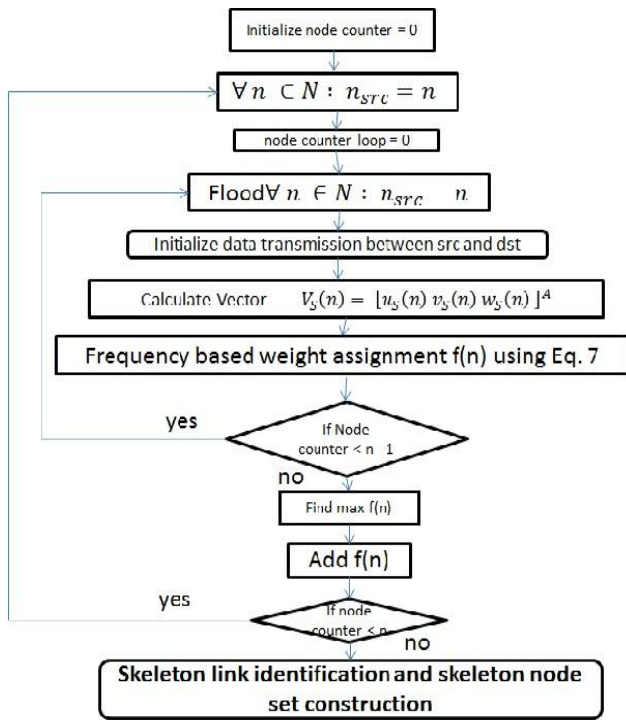 Initialize node counter = 0
∀ n ⊂ N : n_src = n
node counter loop = 0
Flood∀ n ∈ N : n_src n
Initialize data transmission between src and dst
Calculate Vector V_s(n) = ⌊u_s(n) v_s(n) w_s(n) ⌋^A
Frequency based weight assignment f(n) using Eq. 7
yes
If Node
counter < n 1
no
Find max f(n)
Add f(n)
yes
If node
counter < n
no
Skeleton link identification and skeleton node
set construction